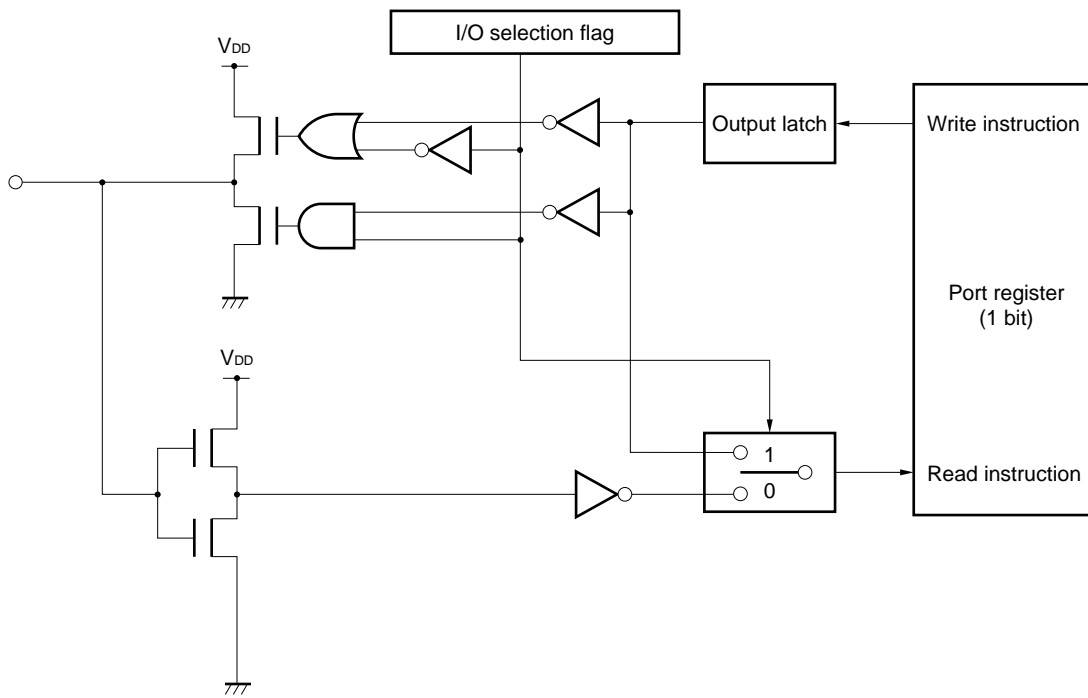 I/O selection flag
VDD
Output latch
Write instruction
Port register
(1 bit)
VDD
1
0
Read instruction